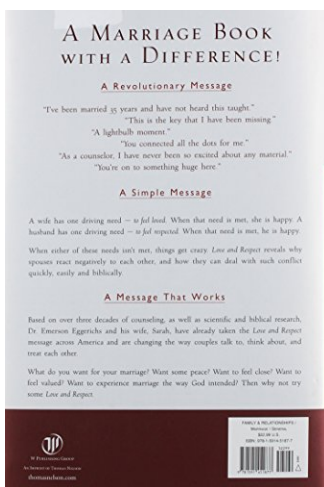 A MARRIAGE BOOK
WITH A DIFFERENCE!
A Revolutionary Message
"I've been married 35 years and have not heard this taught."
"This is the key that I have been missing."
"A lightbulb moment."
"You connected all the dots for me."
"As a counselor, I have never been so excited about any material."
"You're on to something huge here."
A Simple Message
A wife has one driving need — to feel loved. When that need is met, she is happy. A
husband has one driving need — to feel respected. When that need is met, he is happy.
When either of these needs isn't met, things get crazy. Love and Respect reveals why
spouses react negatively to each other, and how they can deal with such conflict
quickly, easily and biblically.
A Message That Works
Based on over three decades of counseling, as well as scientific and biblical research,
Dr. Emerson Eggerichs and his wife, Sarah, have already taken the Love and Respect
message across America and are changing the way couples talk to, think about, and
treat each other.
What do you want for your marriage? Want some peace? Want to feel close? Want to
feel valued? Want to experience marriage the way God intended? Then why not try
some Love and Respect.
W Publishing Group
An Imprint of Thomas Nelson
thomasnelson.com
FAMILY & RELATIONSHIPS /
Marriage